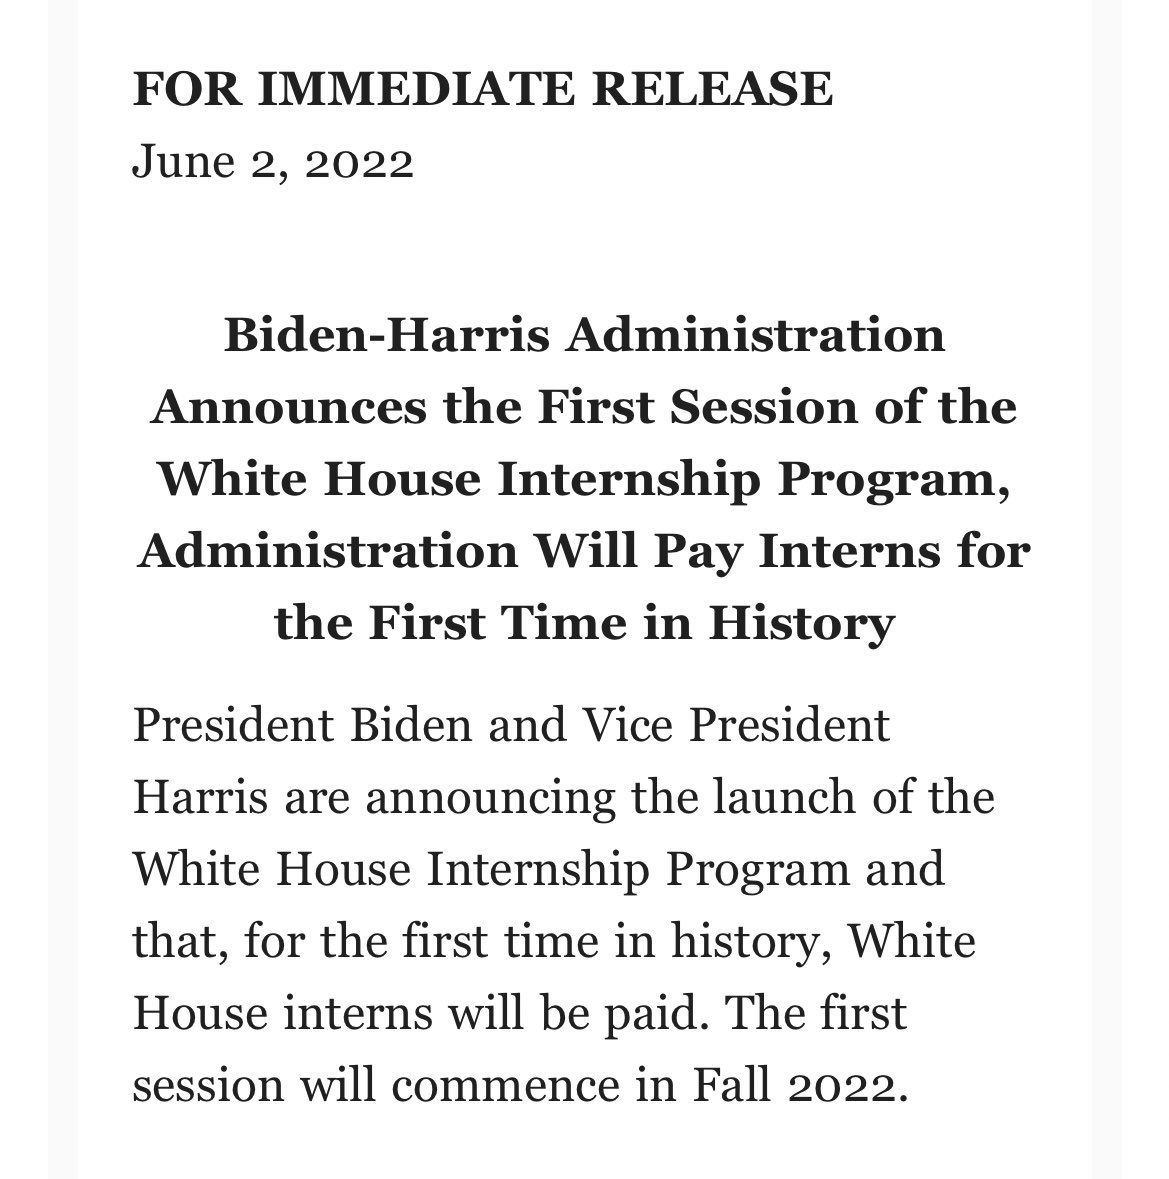 FOR IMMEDIATE RELEASE
June 2, 2022
Biden-Harris Administration
Announces the First Session of the
White House Internship Program,
Administration Will Pay Interns for
the First Time in History
President Biden and Vice President
Harris are announcing the launch of the
White House Internship Program and
that, for the first time in history, White
House interns will be paid. The first
session will commence in Fall 2022.